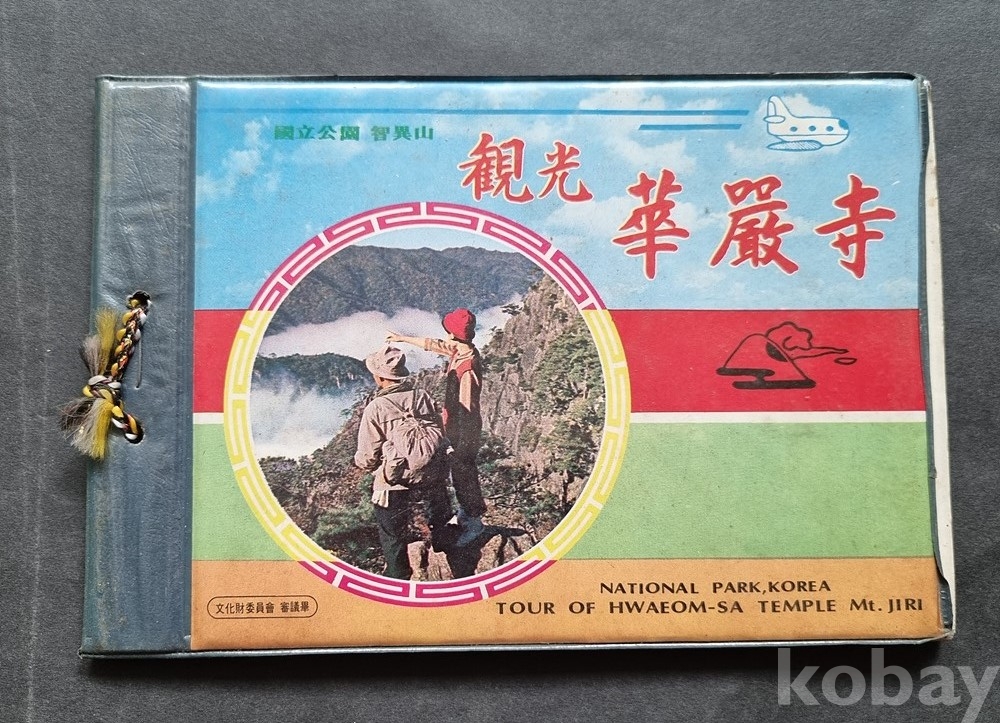 國立公園 智異山
觀光
華嚴寺
文化財委員會 審議畢
NATIONAL PARK,KOREA
TOUR OF HWAEOM-SA TEMPLE Mt. JIRI
kobay